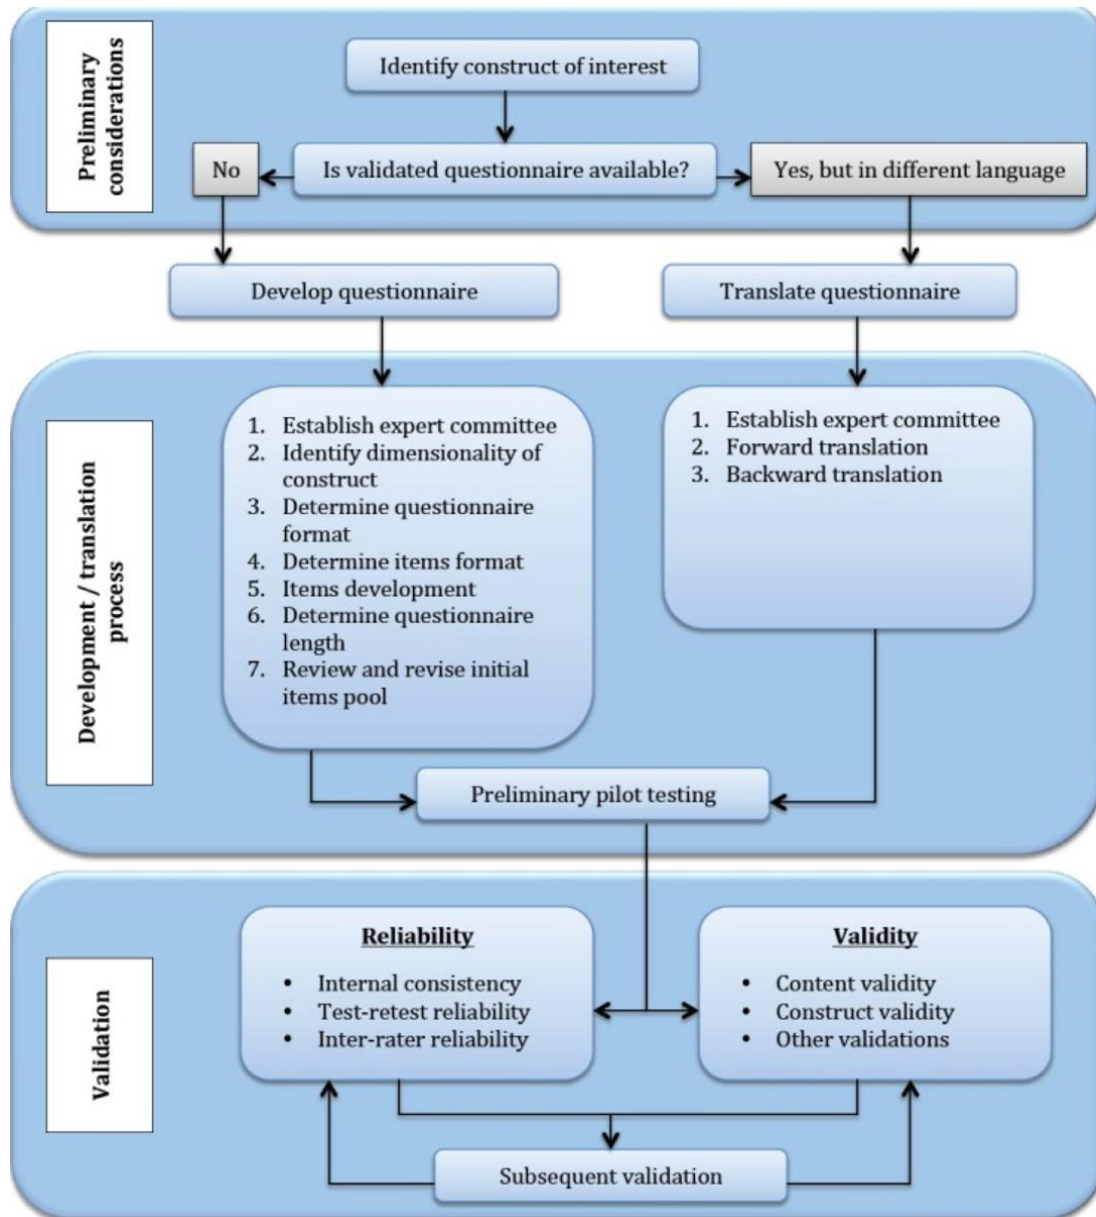 Preliminary
considerations
Identify construct of interest
No
Is validated questionnaire available?
Yes, but in different language
Develop questionnaire
Translate questionnaire
Development / translation
process
1. Establish expert committee
2. Identify dimensionality of
construct
3. Determine questionnaire
format
4. Determine items format
5. Items development
6. Determine questionnaire
length
7. Review and revise initial
items pool
1. Establish expert committee
2. Forward translation
3. Backward translation
Preliminary pilot testing
Validation
Reliability
• Internal consistency
• Test-retest reliability
• Inter-rater reliability
Validity
• Content validity
• Construct validity
• Other validations
Subsequent validation